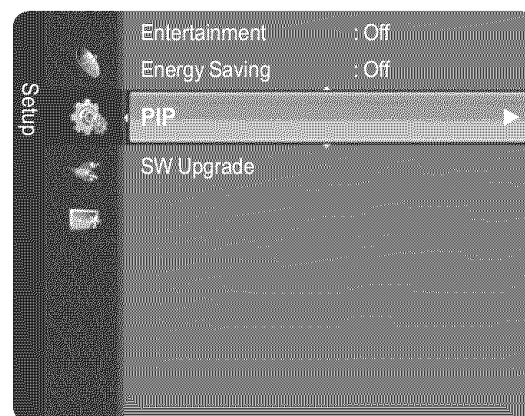 Setup
Entertainment : Off
Energy Saving : Off
PIP
SW Upgrade